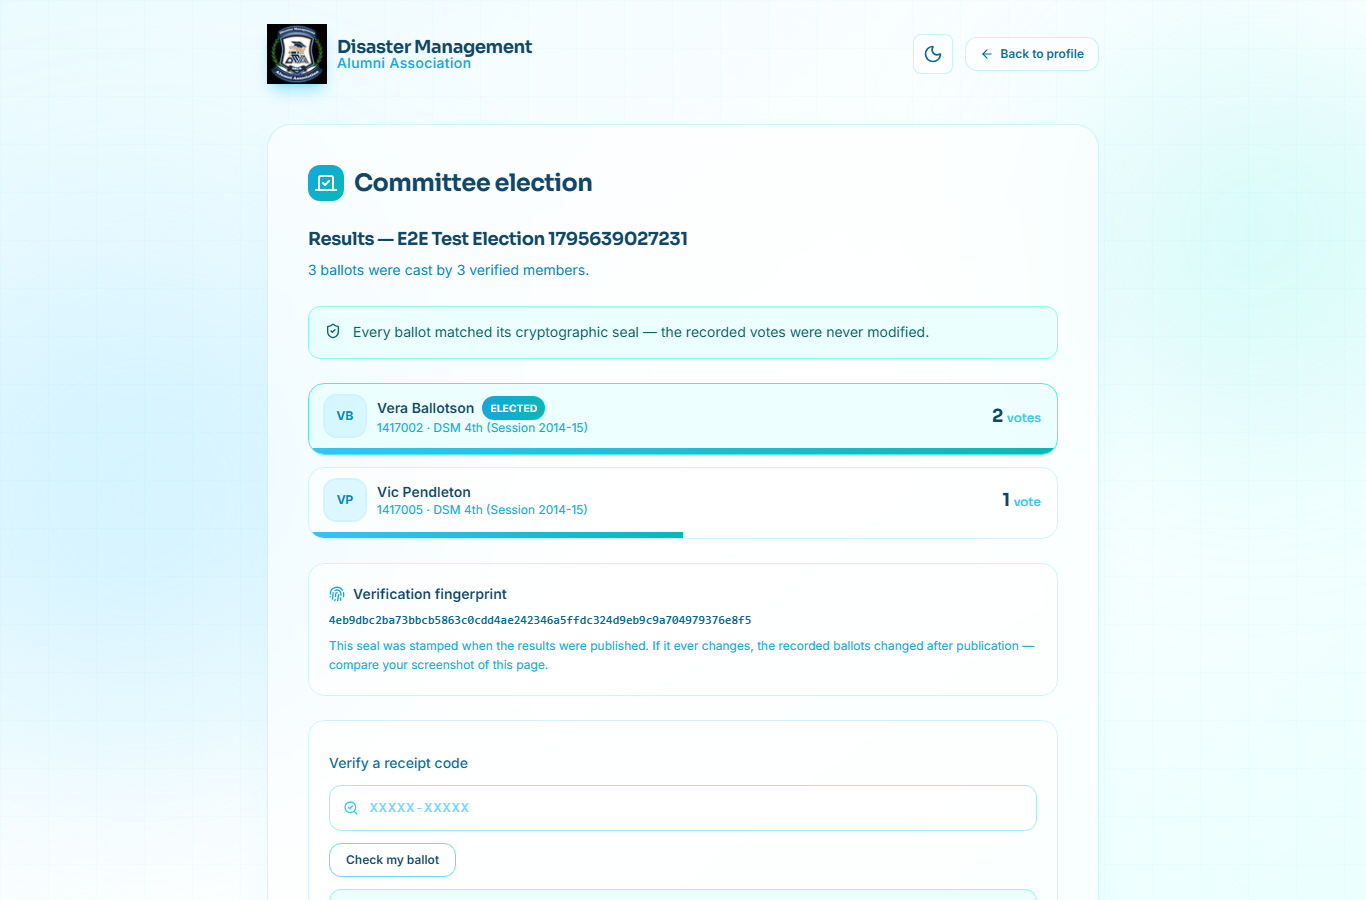 Disaster Management
Alumni Association
Back to profile
Committee election
Results — E2E Test Election 1795639027231
3 ballots were cast by 3 verified members.
Every ballot matched its cryptographic seal — the recorded votes were never modified.
VB
Vera Ballotson ELECTED
1417002 · DSM 4th (Session 2014-15)
2 votes
VP
Vic Pendleton
1417005 · DSM 4th (Session 2014-15)
1 vote
Verification fingerprint
4eb9dbc2ba73bbcb5863c0cdd4ae242346a5ffdc324d9eb9c9a704979376e8f5
This seal was stamped when the results were published. If it ever changes, the recorded ballots changed after publication —
compare your screenshot of this page.
Verify a receipt code
XXXXX-XXXXX
Check my ballot